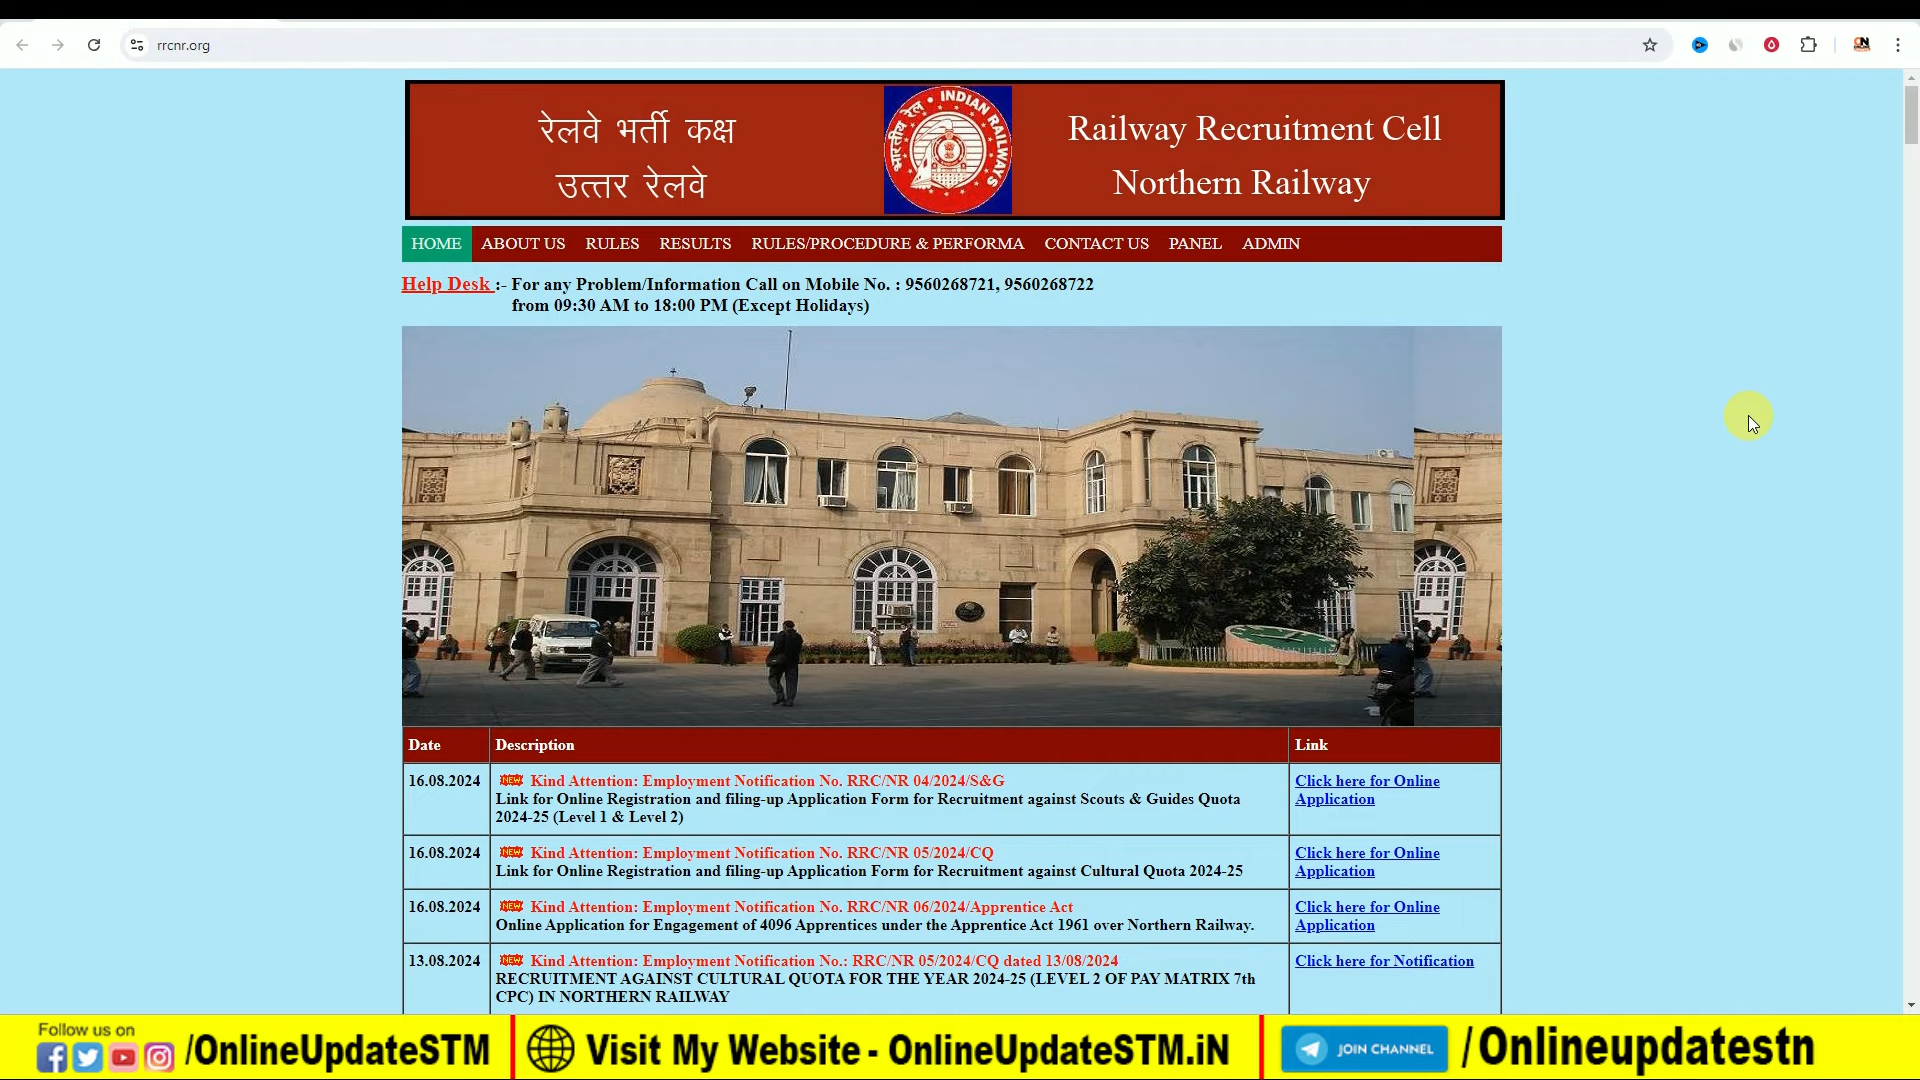 rrcnr.org
रेलवे भर्ती कक्ष
उत्तर रेलवे
भारतीय रेल • INDIAN RAILWAYS
Railway Recruitment Cell
Northern Railway
HOME ABOUT US RULES RESULTS RULES/PROCEDURE & PERFORMA CONTACT US PANEL ADMIN
Help Desk :- For any Problem/Information Call on Mobile No. : 9560268721, 9560268722
from 09:30 AM to 18:00 PM (Except Holidays)
Date Description Link
16.08.2024 NEW Kind Attention: Employment Notification No. RRC/NR 04/2024/S&G Click here for Online
Link for Online Registration and filing-up Application Form for Recruitment against Scouts & Guides Quota Application
2024-25 (Level 1 & Level 2)
16.08.2024 NEW Kind Attention: Employment Notification No. RRC/NR 05/2024/CQ Click here for Online
Link for Online Registration and filing-up Application Form for Recruitment against Cultural Quota 2024-25 Application
16.08.2024 NEW Kind Attention: Employment Notification No. RRC/NR 06/2024/Apprentice Act Click here for Online
Online Application for Engagement of 4096 Apprentices under the Apprentice Act 1961 over Northern Railway. Application
13.08.2024 NEW Kind Attention: Employment Notification No.: RRC/NR 05/2024/CQ dated 13/08/2024 Click here for Notification
RECRUITMENT AGAINST CULTURAL QUOTA FOR THE YEAR 2024-25 (LEVEL 2 OF PAY MATRIX 7th
CPC) IN NORTHERN RAILWAY
Follow us on
/OnlineUpdateSTM Visit My Website - OnlineUpdateSTM.iN JOIN CHANNEL /Onlineupdatestn